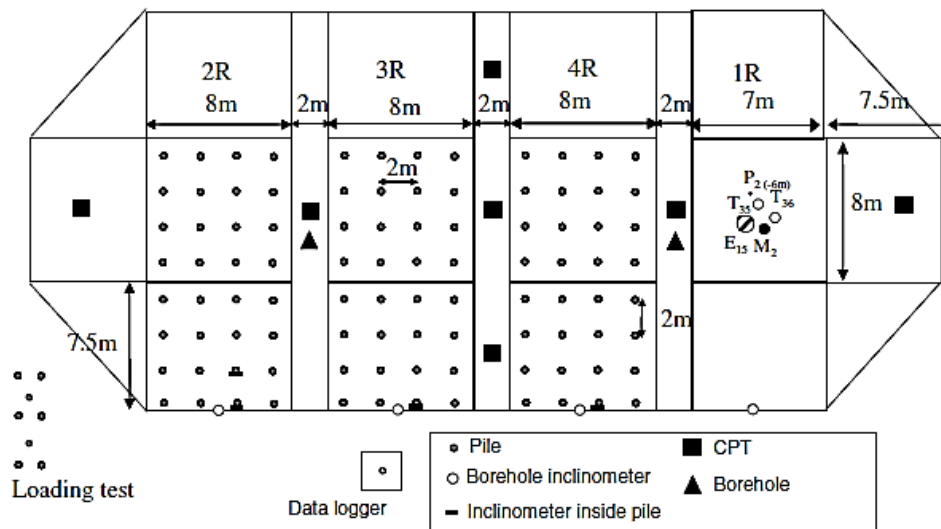 2R
3R
4R
1R
8m
2m
8m
2m
8m
2m
7m
7.5m
2m
P2 (-6m)
T35
T36
E15
M2
8m
7.5m
2m
Loading test
Data logger
Pile
CPT
Borehole inclinometer
Borehole
Inclinometer inside pile